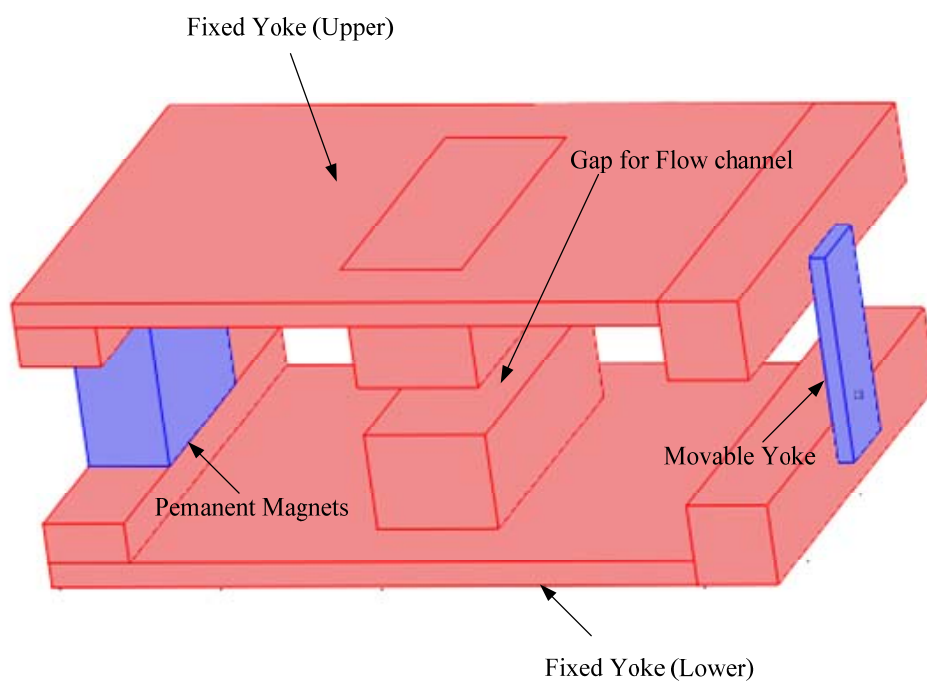 Fixed Yoke (Upper)
Gap for Flow channel
Movable Yoke
Pemanent Magnets
Fixed Yoke (Lower)